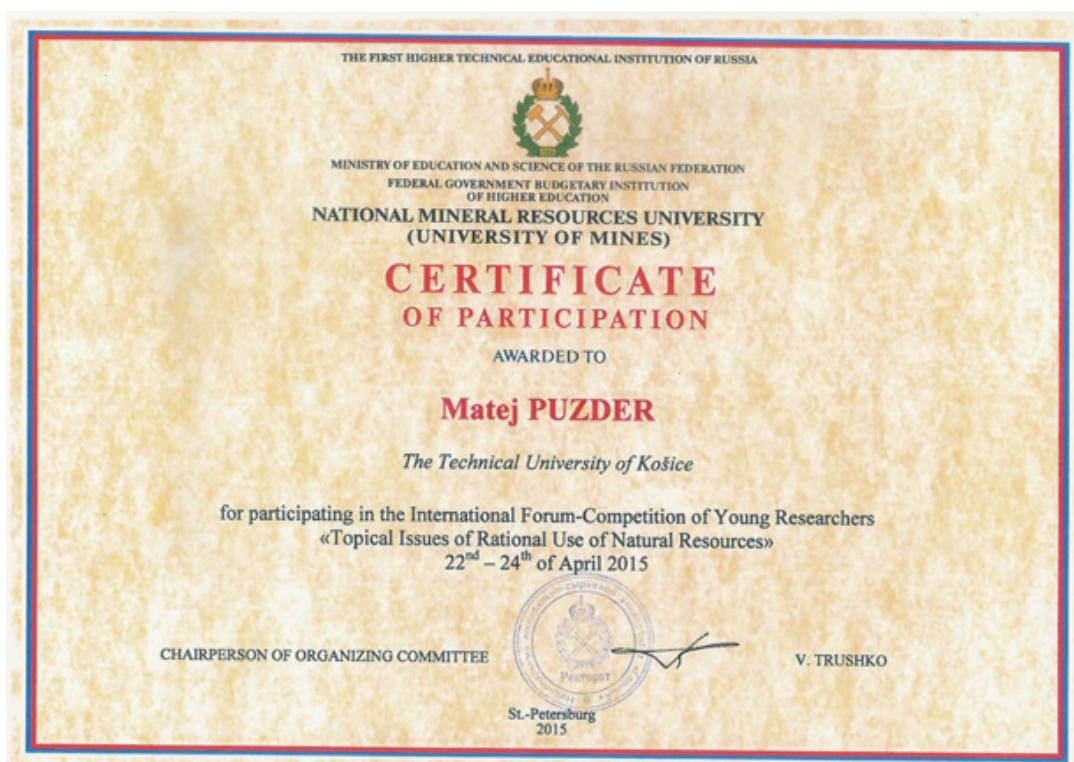 THE FIRST HIGHER TECHNICAL EDUCATIONAL INSTITUTION OF RUSSIA
MINISTRY OF EDUCATION AND SCIENCE OF THE RUSSIAN FEDERATION
FEDERAL GOVERNMENT BUDGETARY INSTITUTION
OF HIGHER EDUCATION
NATIONAL MINERAL RESOURCES UNIVERSITY
(UNIVERSITY OF MINES)
CERTIFICATE
OF PARTICIPATION
AWARDED TO
Matej PUZDER
The Technical University of Košice
for participating in the International Forum-Competition of Young Researchers
«Topical Issues of Rational Use of Natural Resources»
22nd – 24th of April 2015
CHAIRPERSON OF ORGANIZING COMMITTEE
Ректорат
V. TRUSHKO
St.-Petersburg
2015